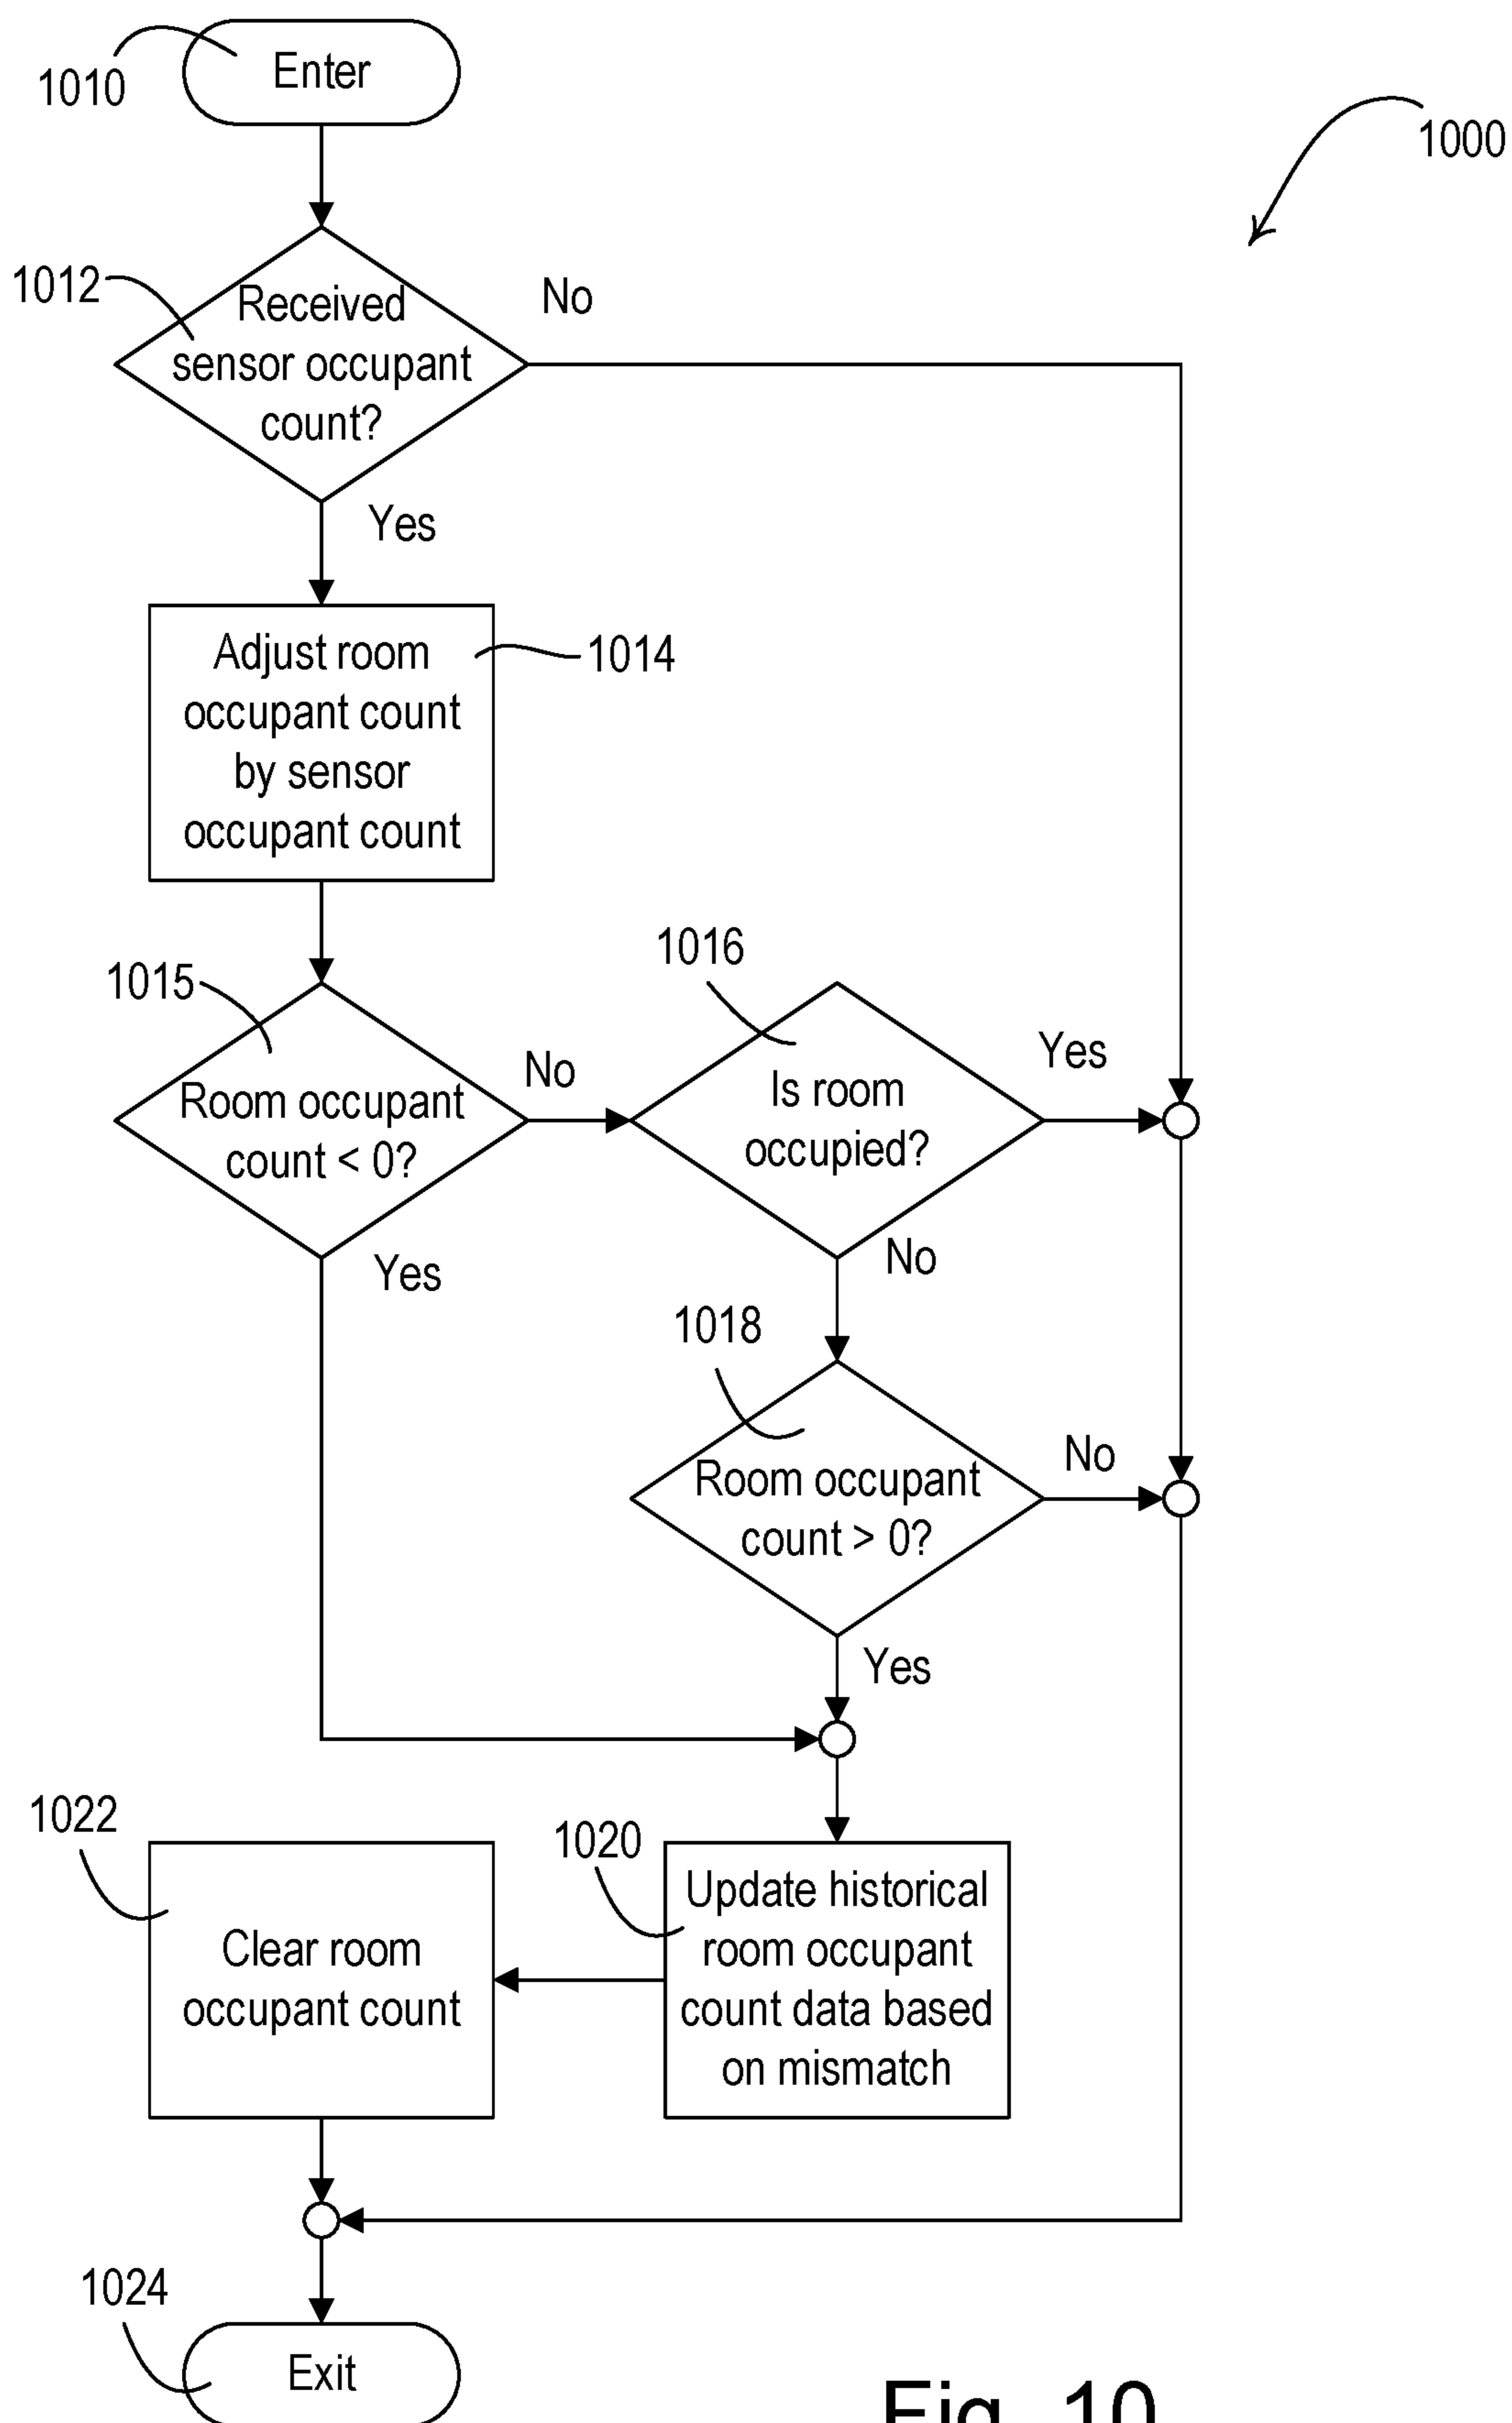 Enter
1010
1000
1012
Received
sensor occupant
count?
No
Yes
Adjust room
occupant count
by sensor
occupant count
1014
1015
Room occupant
count < 0?
No
Yes
1016
Is room
occupied?
Yes
No
1018
Room occupant
count > 0?
No
Yes
1020
Update historical
room occupant
count data based
on mismatch
1022
Clear room
occupant count
1024
Exit
Fig. 10